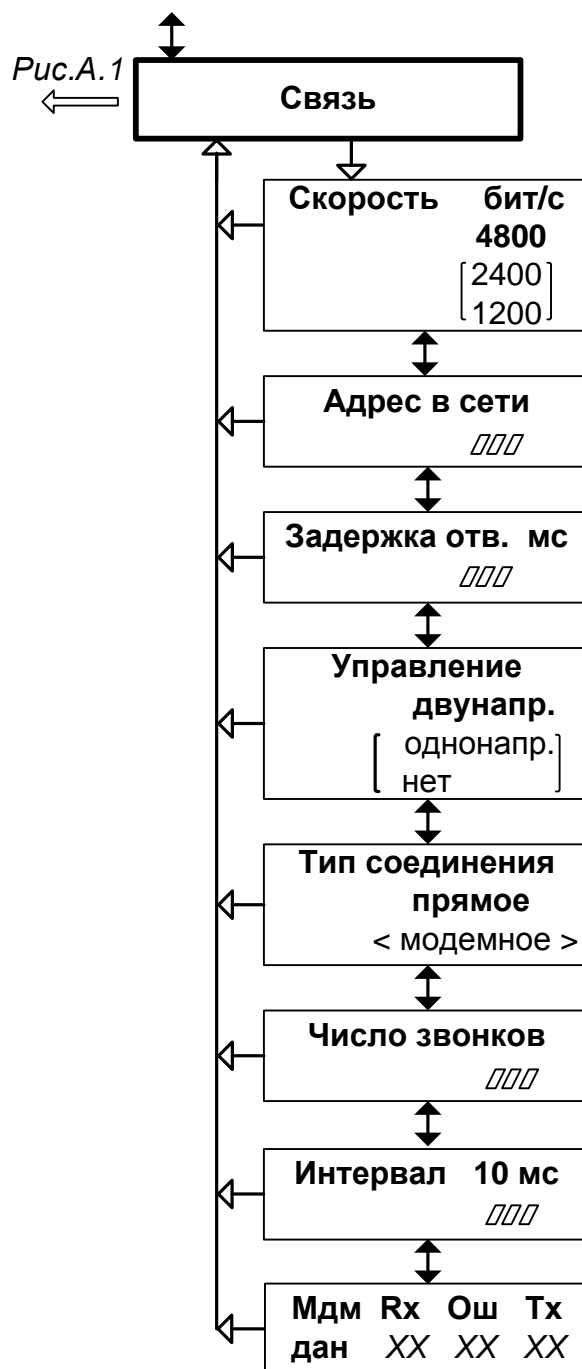 Рис.А.1
Связь
Скорость бит/с
4800
2400
1200
Адрес в сети
Задержка отв. мс
Управление
двунапр.
однонапр.
нет
Тип соединения
прямое
< модемное >
Число звонков
Интервал 10 мс
Мдм Rx Ош Tx
дан XX XX XX